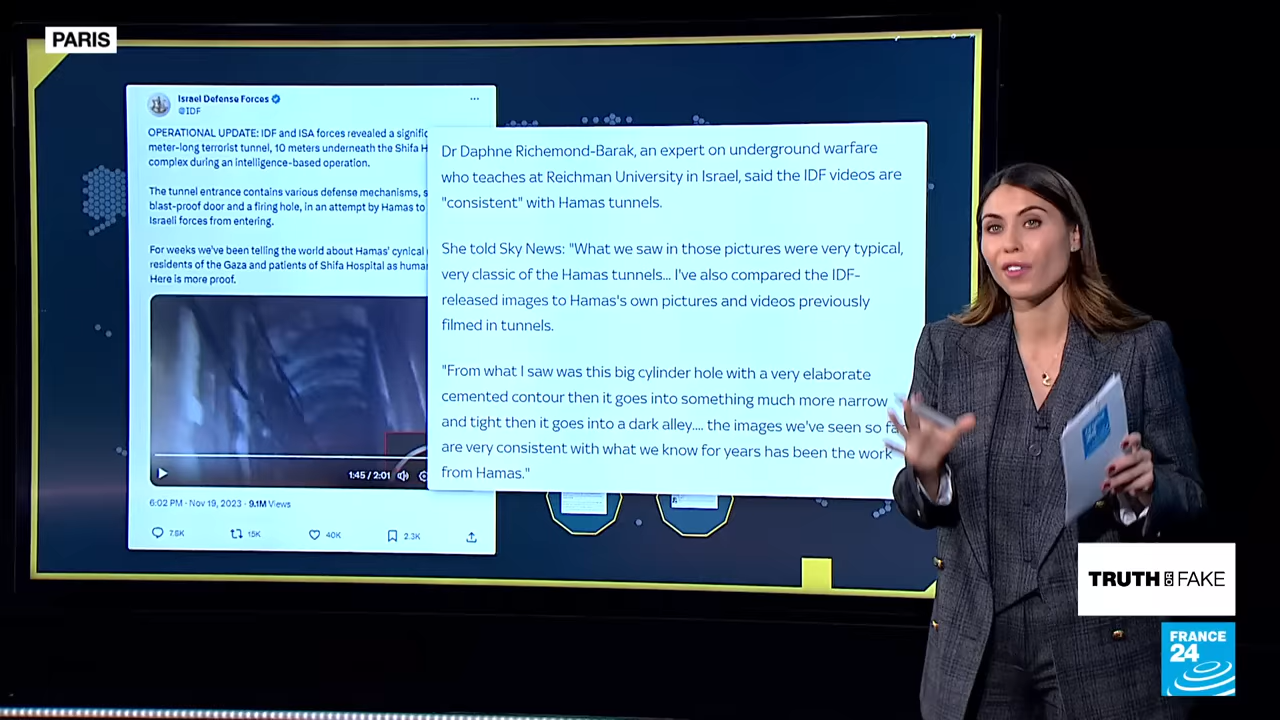 PARIS
Israel Defense Forces
@IDF
OPERATIONAL UPDATE: IDF and ISA forces revealed a
meter-long terrorist tunnel, 10 meters underneath the Shifa
complex during an intelligence-based operation.
The tunnel entrance contains various defense mechanisms,
blast-proof door and a firing hole, in an attempt by Hamas to
Israeli forces from entering.
For weeks we've been telling the world about Hamas' cynical
residents of the Gaza and patients of Shifa Hospital as
Here is more proof.
1:45 / 2:01
6:02 PM · Nov 19, 2023 · 9.1M Views
7.5K 15K 40K 2.3K
Dr Daphne Richemond-Barak, an expert on underground warfare
who teaches at Reichman University in Israel, said the IDF videos are
"consistent" with Hamas tunnels.
She told Sky News: "What we saw in those pictures were very typical,
very classic of the Hamas tunnels... I've also compared the IDF-
released images to Hamas's own pictures and videos previously
filmed in tunnels.
"From what I saw was this big cylinder hole with a very elaborate
cemented contour then it goes into something much more narrow
and tight then it goes into a dark alley.... the images we've seen so
are very consistent with what we know for years has been the work
from Hamas."
TRUTH OR FAKE
FRANCE
24